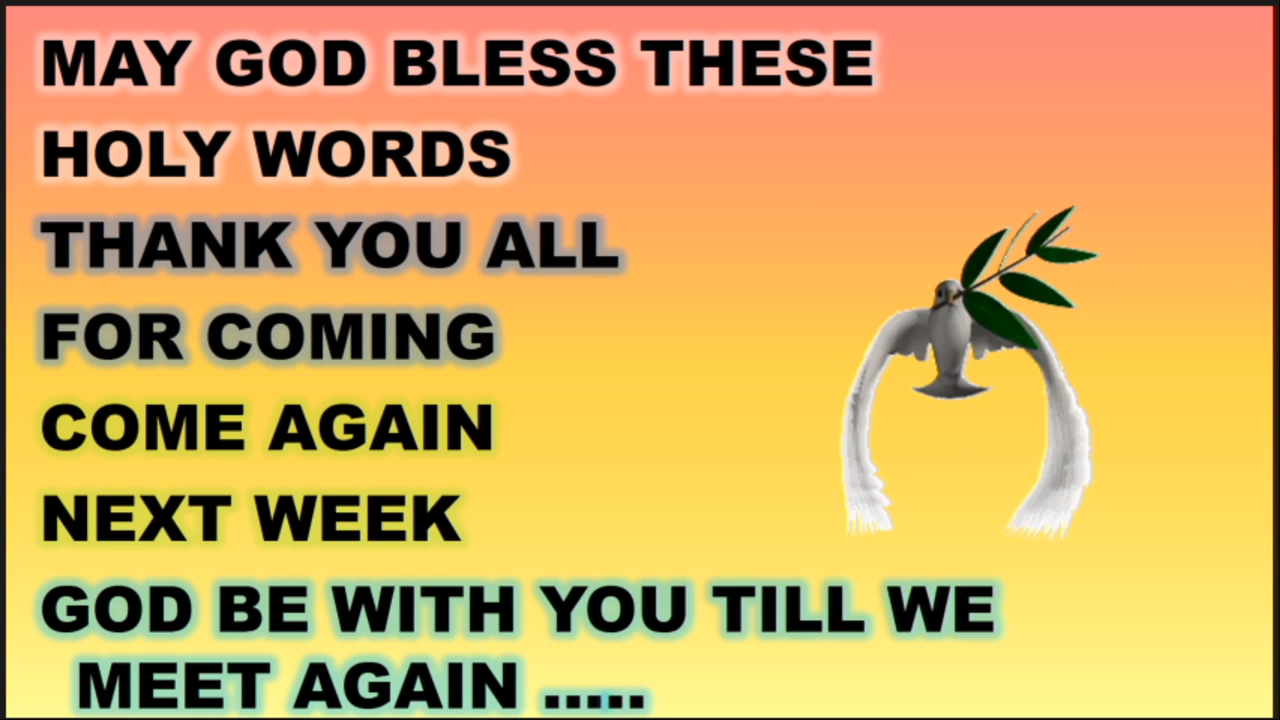 MAY GOD BLESS THESE
HOLY WORDS
THANK YOU ALL
FOR COMING
COME AGAIN
NEXT WEEK
GOD BE WITH YOU TILL WE
MEET AGAIN .....